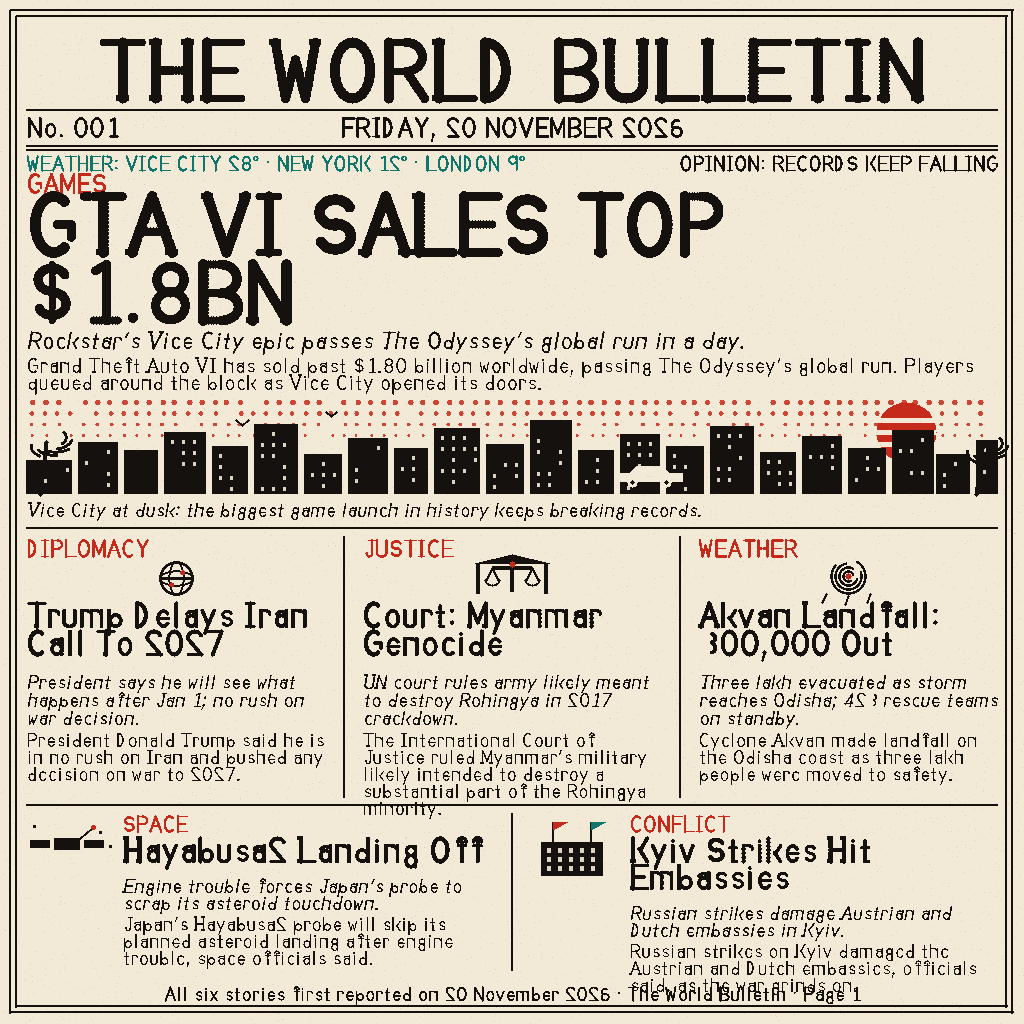 THE WORLD BULLETIN
No. 001
FRIDAY, 20 NOVEMBER 2026
WEATHER: VICE CITY 28° · NEW YORK 12° · LONDON 9°
OPINION: RECORDS KEEP FALLING
GAMES
GTA VI SALES TOP
$1.8BN
Rockstar's Vice City epic passes The Odyssey's global run in a day.
Grand Theft Auto VI has sold past $1.80 billion worldwide, passing The Odyssey's global run. Players
queued around the block as Vice City opened its doors.
Vice City at dusk: the biggest game launch in history keeps breaking records.
DIPLOMACY
Trump Delays Iran
Call To 2027
President says he will see what
happens after Jan 1; no rush on
war decision.
President Donald Trump said he is
in no rush on Iran and pushed any
decision on war to 2027.
JUSTICE
Court: Myanmar
Genocide
UN court rules army likely meant
to destroy Rohingya in 2017
crackdown.
The International Court of
Justice ruled Myanmar's military
likely intended to destroy a
substantial part of the Rohingya
minority.
WEATHER
Akvan Landfall:
300,000 Out
Three lakh evacuated as storm
reaches Odisha; 423 rescue teams
on standby.
Cyclone Akvan made landfall on
the Odisha coast as three lakh
people were moved to safety.
SPACE
Hayabusa2 Landing Off
Engine trouble forces Japan's probe to
scrap its asteroid touchdown.
Japan's Hayabusa2 probe will skip its
planned asteroid landing after engine
trouble, space officials said.
CONFLICT
Kyiv Strikes Hit
Embassies
Russian strikes damage Austrian and
Dutch embassies in Kyiv.
Russian strikes on Kyiv damaged the
Austrian and Dutch embassies, officials
said, as the war grinds on.
All six stories first reported on 20 November 2026 · The World Bulletin · Page 1